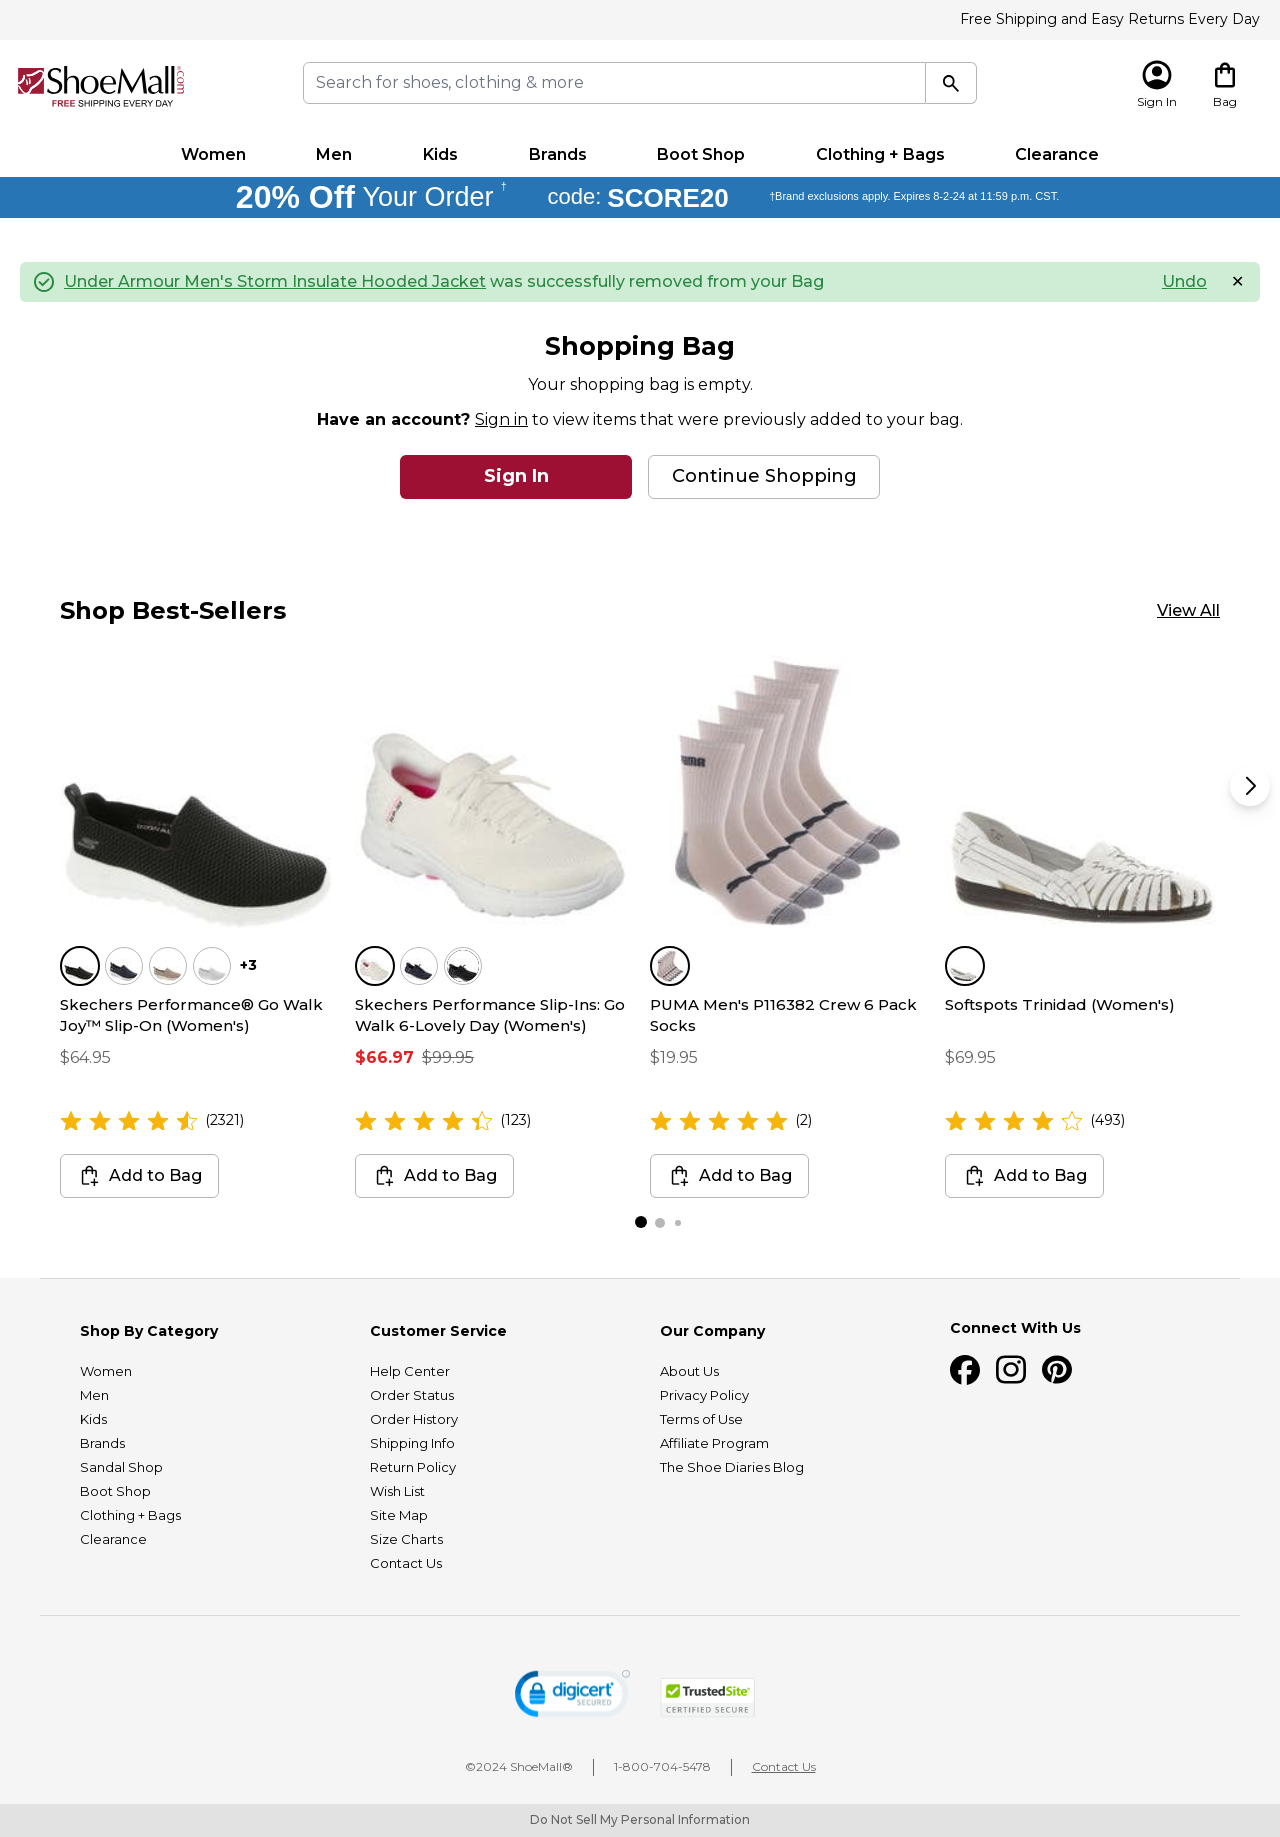 Free Shipping and Easy Returns Every Day
ShoeMall.com
FREE SHIPPING EVERY DAY
Search for shoes, clothing & more
Sign In
Bag
Women
Men
Kids
Brands
Boot Shop
Clothing + Bags
Clearance
20% Off Your Order † code: SCORE20 †Brand exclusions apply. Expires 8-2-24 at 11:59 p.m. CST.
Under Armour Men's Storm Insulate Hooded Jacket was successfully removed from your Bag
Undo
Shopping Bag
Your shopping bag is empty.
Have an account? Sign in to view items that were previously added to your bag.
Sign In
Continue Shopping
Shop Best-Sellers
View All
PUMA
+3
Skechers Performance® Go Walk
Joy™ Slip-On (Women's)
$64.95
(2321)
Add to Bag
Skechers Performance Slip-Ins: Go
Walk 6-Lovely Day (Women's)
$66.97 $99.95
(123)
Add to Bag
PUMA Men's P116382 Crew 6 Pack
Socks
$19.95
(2)
Add to Bag
Softspots Trinidad (Women's)
$69.95
(493)
Add to Bag
Shop By Category
Women
Men
Kids
Brands
Sandal Shop
Boot Shop
Clothing + Bags
Clearance
Customer Service
Help Center
Order Status
Order History
Shipping Info
Return Policy
Wish List
Site Map
Size Charts
Contact Us
Our Company
About Us
Privacy Policy
Terms of Use
Affiliate Program
The Shoe Diaries Blog
Connect With Us
digicert
SECURED
TrustedSite
CERTIFIED SECURE
©2024 ShoeMall®
1-800-704-5478
Contact Us
Do Not Sell My Personal Information